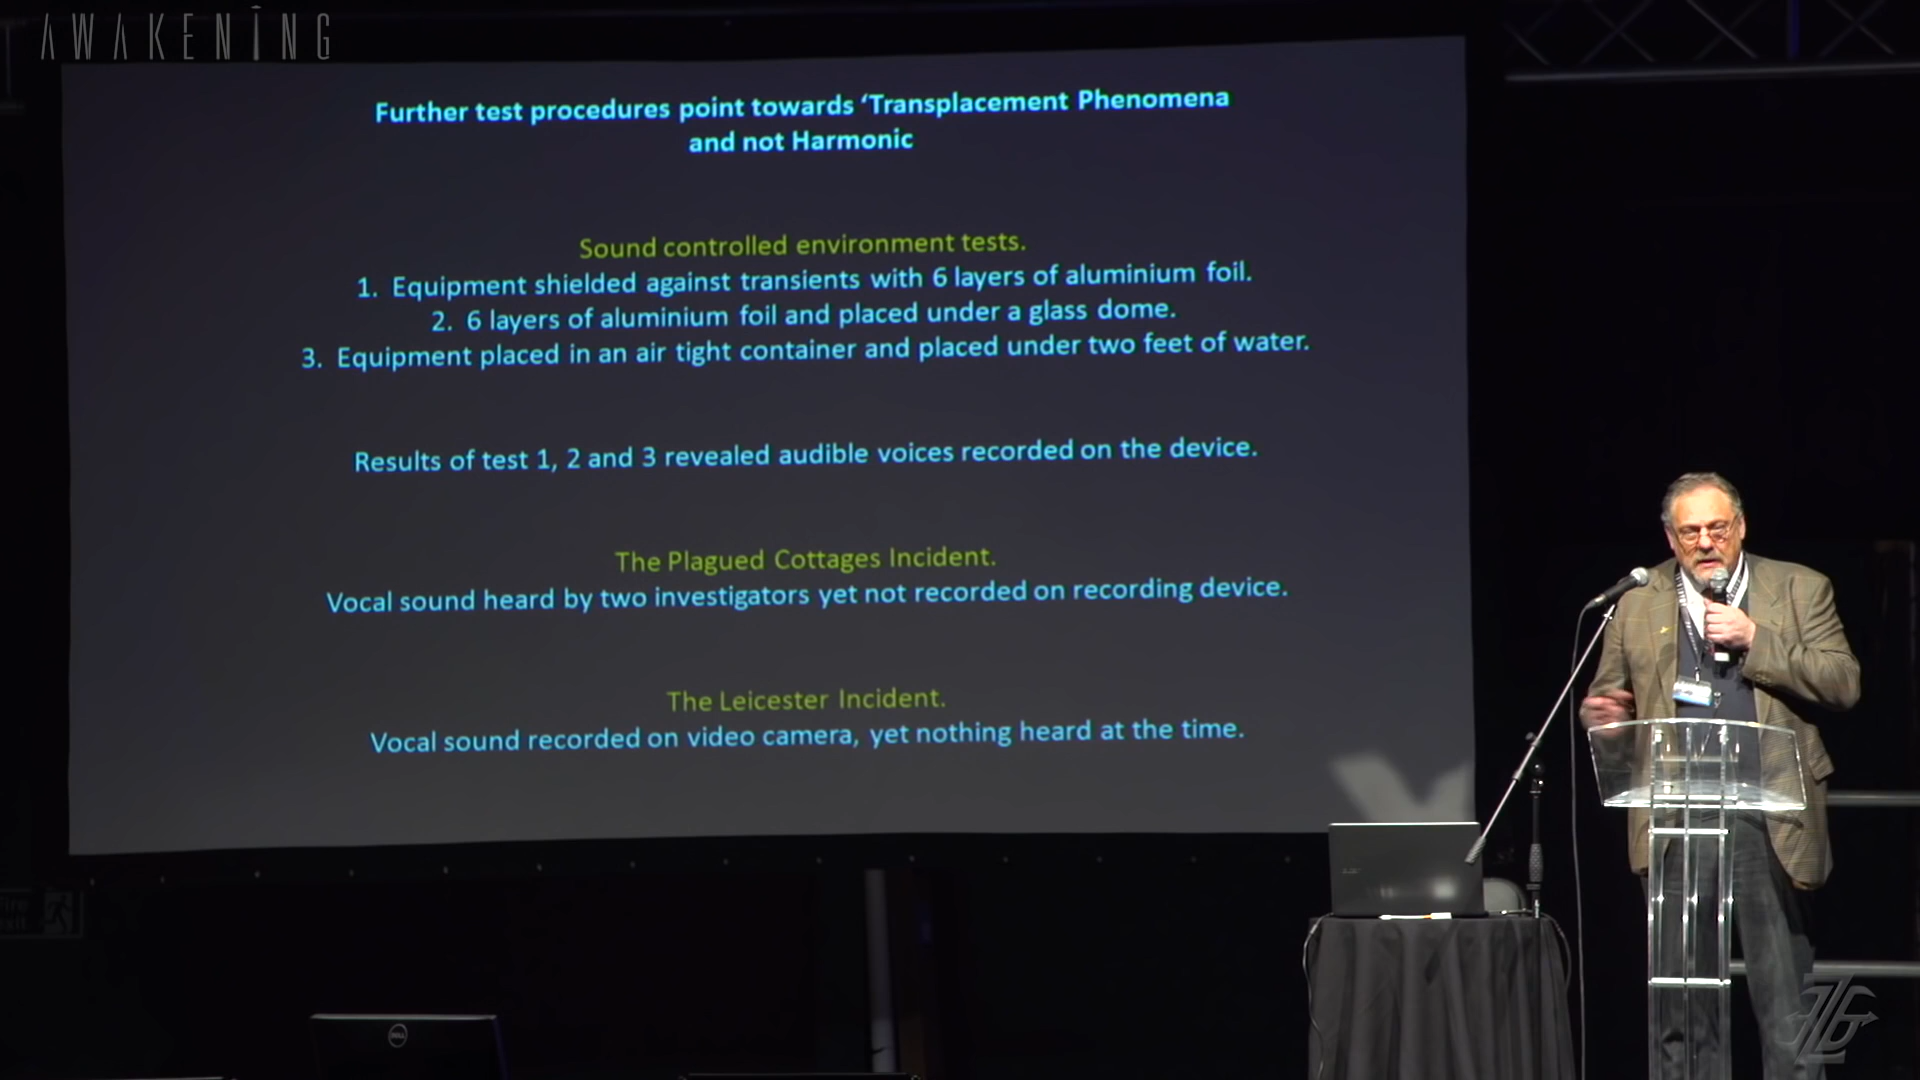 AWAKENING
Further test procedures point towards ‘Transplacement Phenomena
and not Harmonic
Sound controlled environment tests.
1. Equipment shielded against transients with 6 layers of aluminium foil.
2. 6 layers of aluminium foil and placed under a glass dome.
3. Equipment placed in an air tight container and placed under two feet of water.
Results of test 1, 2 and 3 revealed audible voices recorded on the device.
The Plagued Cottages Incident.
Vocal sound heard by two investigators yet not recorded on recording device.
The Leicester Incident.
Vocal sound recorded on video camera, yet nothing heard at the time.
Fire
DELL